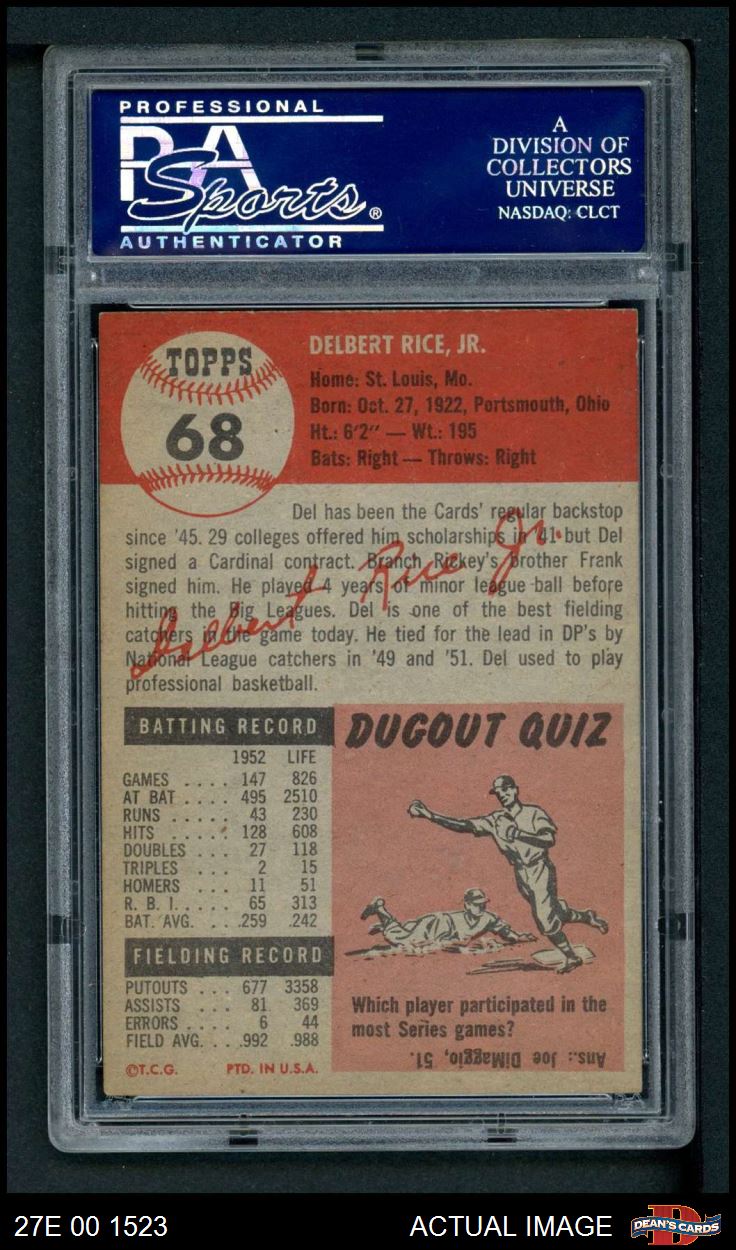 PROFESSIONAL
PSA
Sports®
AUTHENTICATOR
A
DIVISION OF
COLLECTORS
UNIVERSE
NASDAQ: CLCT
TOPPS
68
DELBERT RICE, JR.
Home: St. Louis, Mo.
Born: Oct. 27, 1922, Portsmouth, Ohio
Ht.: 6'2" — Wt.: 195
Bats: Right — Throws: Right
Del has been the Cards' regular backstop
since '45. 29 colleges offered him scholarships in '41 but Del
signed a Cardinal contract. Branch Rickey's brother Frank
signed him. He played 4 years of minor league ball before
hitting the Big Leagues. Del is one of the best fielding
catchers in the game today. He tied for the lead in DP's by
National League catchers in '49 and '51. Del used to play
professional basketball.
Delbert Rice Jr.
BATTING RECORD
1952 LIFE
GAMES .... 147 826
AT BAT .... 495 2510
RUNS ..... 43 230
HITS ..... 128 608
DOUBLES ... 27 118
TRIPLES ... 2 15
HOMERS ... 11 51
R. B. I. .... 65 313
BAT. AVG. ... .259 .242
FIELDING RECORD
PUTOUTS ... 677 3358
ASSISTS ... 81 369
ERRORS .... 6 44
FIELD AVG. .. .992 .988
©T.C.G. PTD. IN U.S.A.
DUGOUT QUIZ
Which player participated in the
most Series games?
Ans.: Joe DiMaggio, '51.
27E 00 1523
ACTUAL IMAGE
DEAN'S CARDS